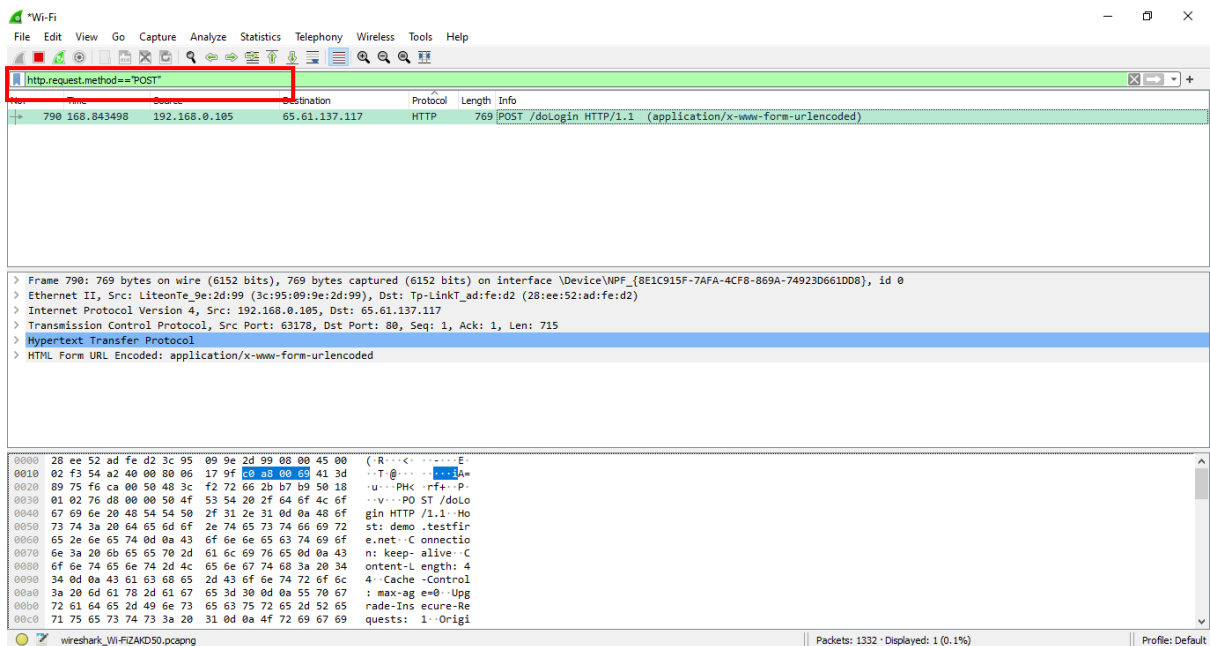 *Wi-Fi
File Edit View Go Capture Analyze Statistics Telephony Wireless Tools Help
http.request.method=="POST"
No. Time Source Destination Protocol Length Info
790 168.843498 192.168.0.105 65.61.137.117 HTTP 769 POST /doLogin HTTP/1.1 (application/x-www-form-urlencoded)
> Frame 790: 769 bytes on wire (6152 bits), 769 bytes captured (6152 bits) on interface \Device\NPF_{8E1C915F-7AFA-4CF8-869A-74923D661DD8}, id 0
> Ethernet II, Src: LiteonTe_9e:2d:99 (3c:95:09:9e:2d:99), Dst: Tp-LinkT_ad:fe:d2 (28:ee:52:ad:fe:d2)
> Internet Protocol Version 4, Src: 192.168.0.105, Dst: 65.61.137.117
> Transmission Control Protocol, Src Port: 63178, Dst Port: 80, Seq: 1, Ack: 1, Len: 715
> Hypertext Transfer Protocol
> HTML Form URL Encoded: application/x-www-form-urlencoded
0000 28 ee 52 ad fe d2 3c 95 09 9e 2d 99 08 00 45 00 (·R···<· ··-···E·
0010 02 f3 54 a2 40 00 80 06 17 9f c0 a8 00 69 41 3d ··T·@··· ·····iA=
0020 89 75 f6 ca 00 50 48 3c f2 72 66 2b b7 b9 50 18 ·u···PH< ·rf+··P·
0030 01 02 76 d8 00 00 50 4f 53 54 20 2f 64 6f 4c 6f ··v···PO ST /doLo
0040 67 69 6e 20 48 54 54 50 2f 31 2e 31 0d 0a 48 6f gin HTTP /1.1··Ho
0050 73 74 3a 20 64 65 6d 6f 2e 74 65 73 74 66 69 72 st: demo .testfir
0060 65 2e 6e 65 74 0d 0a 43 6f 6e 6e 65 63 74 69 6f e.net··C onnectio
0070 6e 3a 20 6b 65 65 70 2d 61 6c 69 76 65 0d 0a 43 n: keep- alive··C
0080 6f 6e 74 65 6e 74 2d 4c 65 6e 67 74 68 3a 20 34 ontent-L ength: 4
0090 34 0d 0a 43 61 63 68 65 2d 43 6f 6e 74 72 6f 6c 4··Cache -Control
00a0 3a 20 6d 61 78 2d 61 67 65 3d 30 0d 0a 55 70 67 : max-ag e=0··Upg
00b0 72 61 64 65 2d 49 6e 73 65 63 75 72 65 2d 52 65 rade-Ins ecure-Re
00c0 71 75 65 73 74 73 3a 20 31 0d 0a 4f 72 69 67 69 quests: 1··Origi
wireshark_Wi-FiZAKD50.pcapng Packets: 1332 · Displayed: 1 (0.1%) Profile: Default